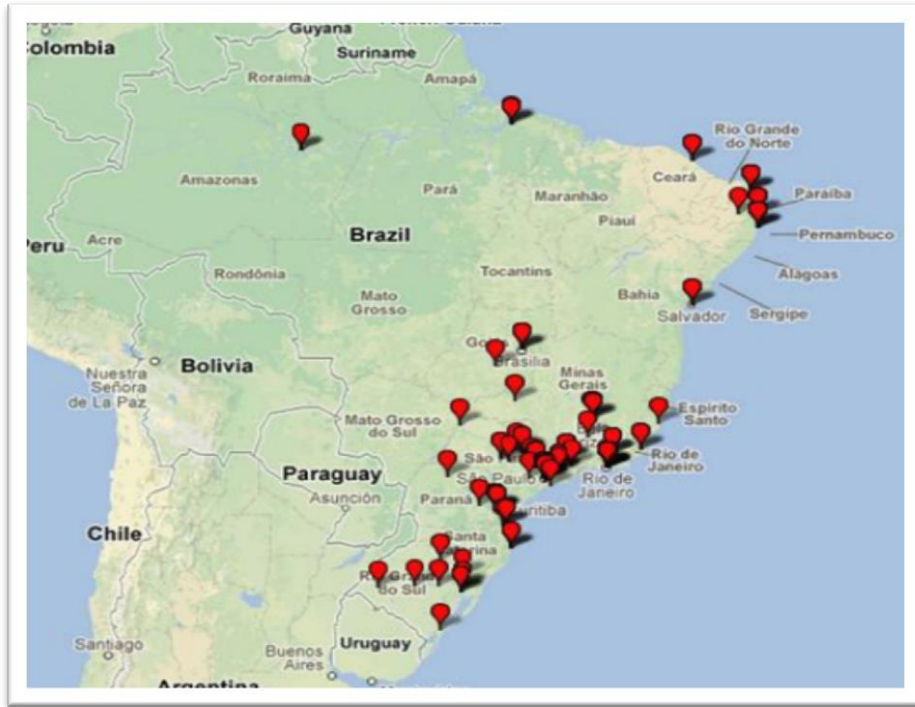 Guyana
Colombia
Suriname
Roraima
Amapá
Rio Grande
do Norte
Ceará
Amazonas
Pará
Maranhão
Paraíba
Piauí
Peru
Acre
Brazil
Pernambuco
Rondônia
Tocantins
Alagoas
Mato
Grosso
Bahia
Salvador
Sergipe
Brasília
Bolivia
Nuestra
Señora
de La Paz
Minas
Gerais
Mato Grosso
do Sul
Espírito
Santo
Rio de
Janeiro
São Paulo
Rio de
Janeiro
Paraguay
Asunción
Paraná
Chile
Santa
do Sul
Uruguay
Santiago
Buenos
Aires
Argentina